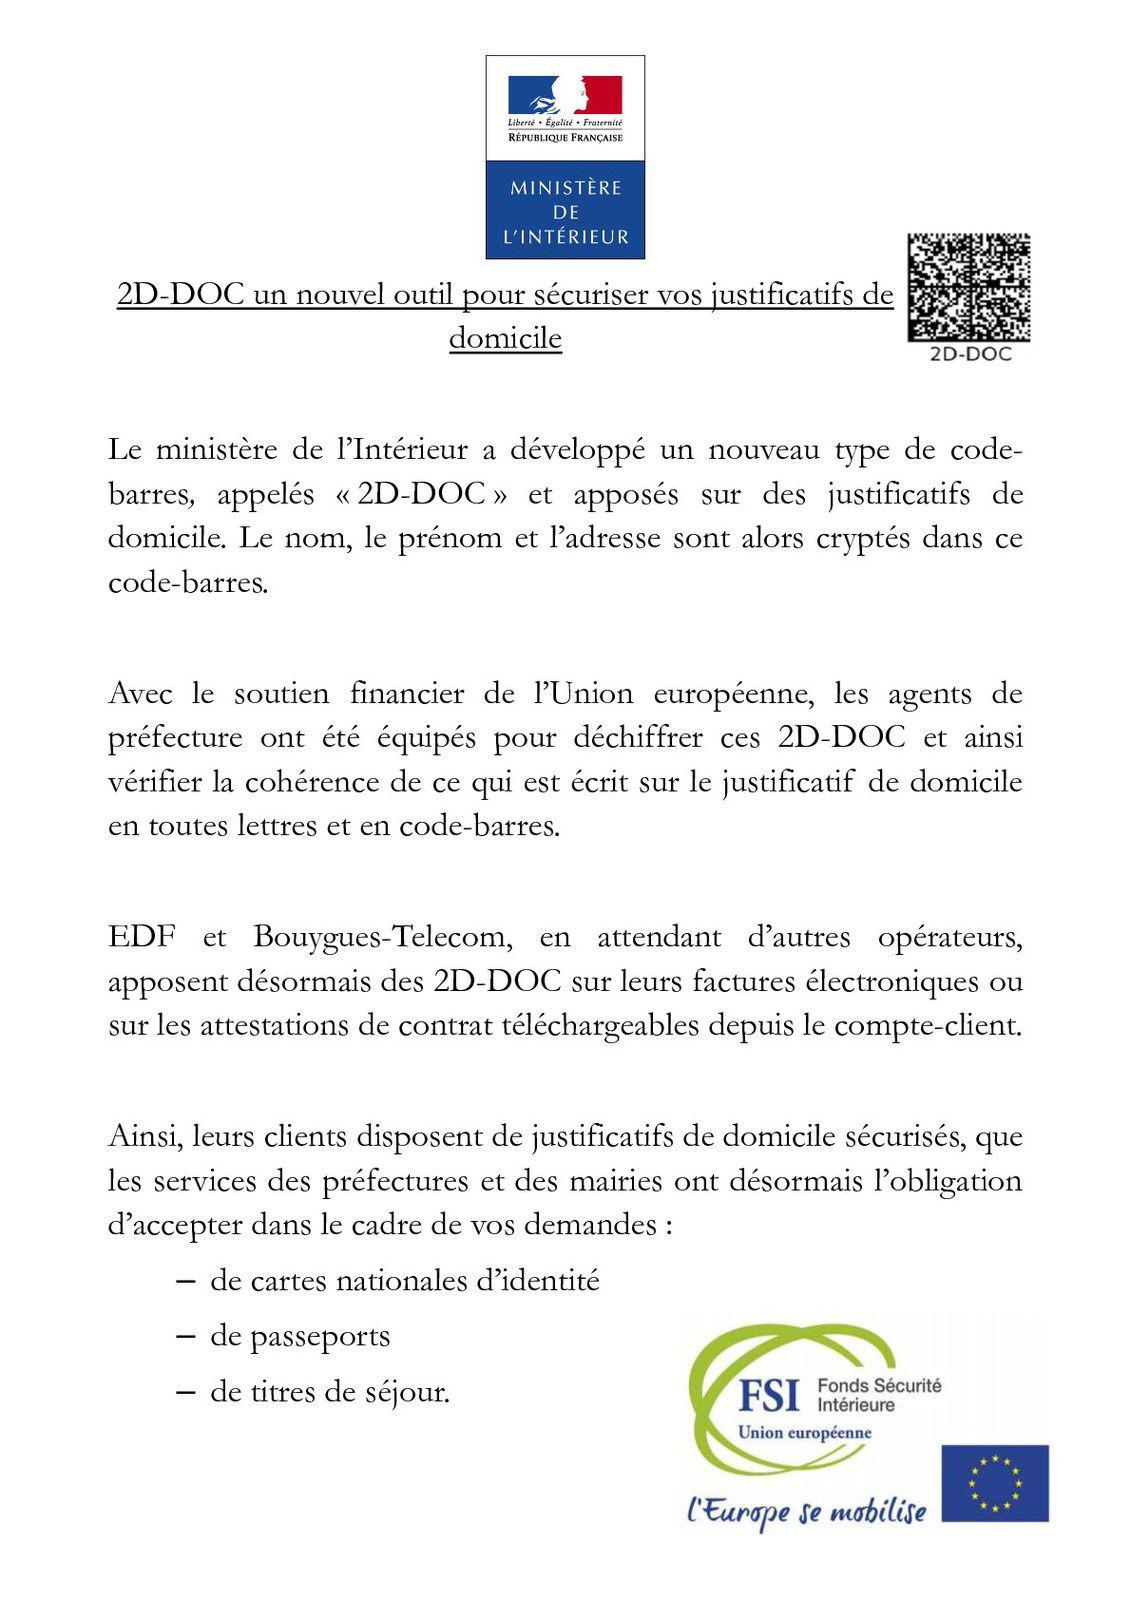 Liberté • Égalité • Fraternité
RÉPUBLIQUE FRANÇAISE
MINISTÈRE
DE
L'INTÉRIEUR
2D-DOC un nouvel outil pour sécuriser vos justificatifs de
domicile
2D-DOC
Le ministère de l'Intérieur a développé un nouveau type de code-
barres, appelés « 2D-DOC » et apposés sur des justificatifs de
domicile. Le nom, le prénom et l'adresse sont alors cryptés dans ce
code-barres.
Avec le soutien financier de l'Union européenne, les agents de
préfecture ont été équipés pour déchiffrer ces 2D-DOC et ainsi
vérifier la cohérence de ce qui est écrit sur le justificatif de domicile
en toutes lettres et en code-barres.
EDF et Bouygues-Telecom, en attendant d'autres opérateurs,
apposent désormais des 2D-DOC sur leurs factures électroniques ou
sur les attestations de contrat téléchargeables depuis le compte-client.
Ainsi, leurs clients disposent de justificatifs de domicile sécurisés, que
les services des préfectures et des mairies ont désormais l'obligation
d'accepter dans le cadre de vos demandes :
– de cartes nationales d'identité
– de passeports
– de titres de séjour.
FSI Fonds Sécurité
Intérieure
Union européenne
l'Europe se mobilise